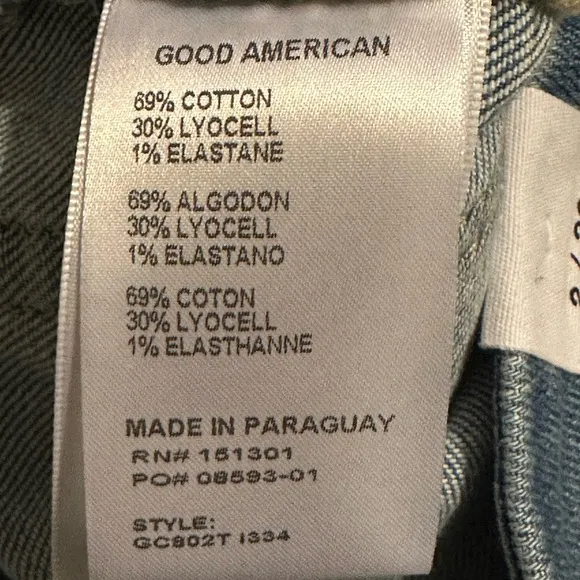 GOOD AMERICAN
69% COTTON
30% LYOCELL
1% ELASTANE
69% ALGODON
30% LYOCELL
1% ELASTANO
69% COTON
30% LYOCELL
1% ELASTHANNE
MADE IN PARAGUAY
RN# 151301
PO# 08593-01
STYLE:
GC802T I334